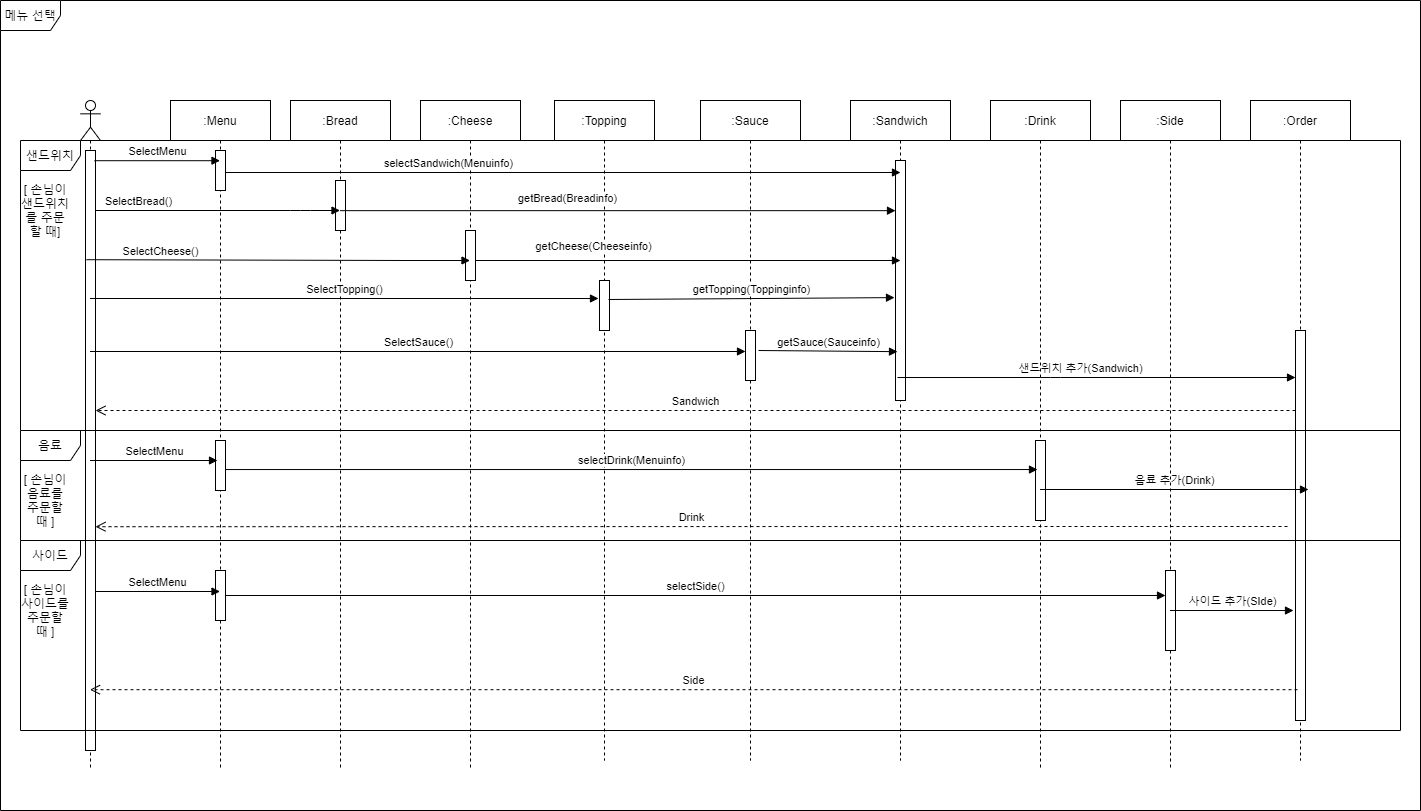 메뉴 선택
:Menu
:Bread
:Cheese
:Topping
:Sauce
:Sandwich
:Drink
:Side
:Order
샌드위치
[ 손님이
샌드위치
를 주문
할 때]
SelectMenu
selectSandwich(Menuinfo)
SelectBread()
getBread(Breadinfo)
SelectCheese()
getCheese(Cheeseinfo)
SelectTopping()
getTopping(Toppinginfo)
SelectSauce()
getSauce(Sauceinfo)
샌드위치 추가(Sandwich)
Sandwich
음료
[ 손님이
음료를
주문할
때 ]
SelectMenu
selectDrink(Menuinfo)
음료 추가(Drink)
Drink
사이드
[ 손님이
사이드를
주문할
때 ]
SelectMenu
selectSide()
사이드 추가(SIde)
Side